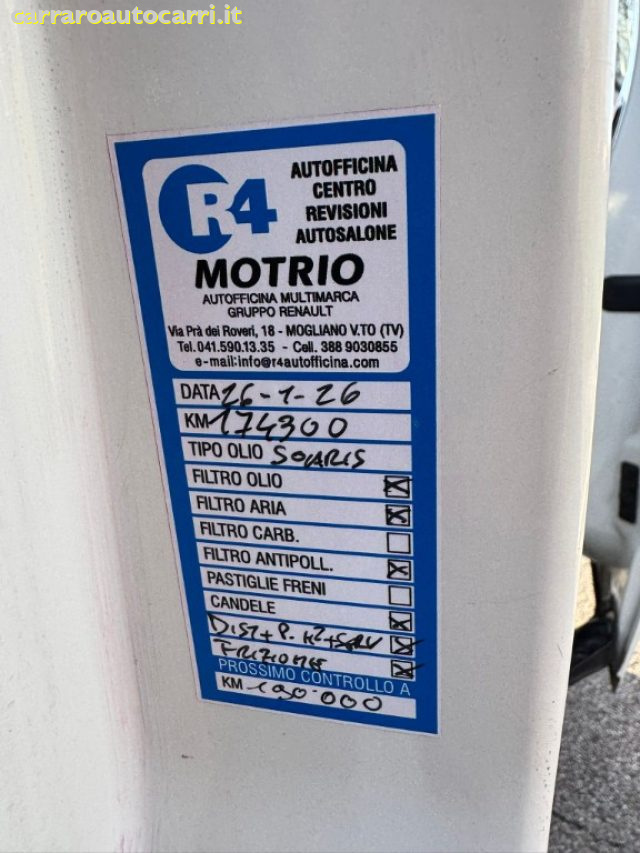 carraroautocarri.it
R4
AUTOFFICINA
CENTRO
REVISIONI
AUTOSALONE
MOTRIO
AUTOFFICINA MULTIMARCA
GRUPPO RENAULT
Via Prà dei Roveri, 18 - MOGLIANO V.TO (TV)
Tel. 041.590.13.35 - Cell. 388 9030855
e-mail: info@r4autofficina.com
DATA 26-1-26
KM 174300
TIPO OLIO SOLARIS
FILTRO OLIO
FILTRO ARIA
FILTRO CARB.
FILTRO ANTIPOLL.
PASTIGLIE FRENI
CANDELE
DIST + P.
FRIZIONE
PROSSIMO CONTROLLO A
KM 190.000